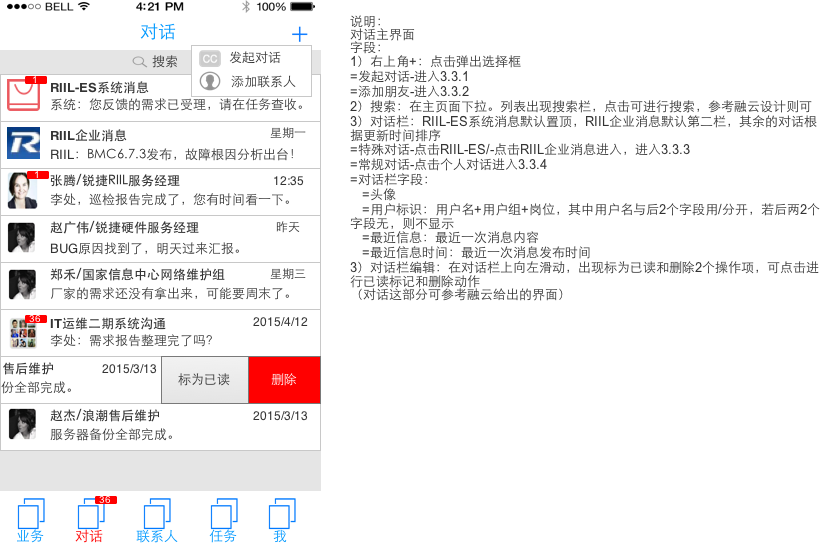 BELL 4:21 PM 100%
对话
+
搜索
CC 发起对话
添加联系人
1
RIIL-ES系统消息
系统：您反馈的需求已受理，请在任务查收。
RIIL企业消息 星期一
RIIL：BMC6.7.3发布，故障根因分析出台！
1
张腾/锐捷RIIL服务经理 12:35
李处，巡检报告完成了，您有时间看一下。
赵广伟/锐捷硬件服务经理 昨天
BUG原因找到了，明天过来汇报。
郑禾/国家信息中心网络维护组 星期三
厂家的需求还没有拿出来，可能要周末了。
36
IT运维二期系统沟通 2015/4/12
李处：需求报告整理完了吗？
售后维护 2015/3/13 标为已读 删除
份全部完成。
赵杰/浪潮售后维护 2015/3/13
服务器备份全部完成。
36
业务 对话 联系人 任务 我
说明：
对话主界面
字段：
1）右上角+：点击弹出选择框
=发起对话-进入3.3.1
=添加朋友-进入3.3.2
2）搜索：在主页面下拉。列表出现搜索栏，点击可进行搜索，参考融云设计则可
3）对话栏：RIIL-ES系统消息默认置顶，RIIL企业消息默认第二栏，其余的对话根
据更新时间排序
=特殊对话-点击RIIL-ES/-点击RIIL企业消息进入，进入3.3.3
=常规对话-点击个人对话进入3.3.4
=对话栏字段：
=头像
=用户标识：用户名+用户组+岗位，其中用户名与后2个字段用/分开，若后两2个
字段无，则不显示
=最近信息：最近一次消息内容
=最近信息时间：最近一次消息发布时间
3）对话栏编辑：在对话栏上向左滑动，出现标为已读和删除2个操作项，可点击进
行已读标记和删除动作
（对话这部分可参考融云给出的界面）